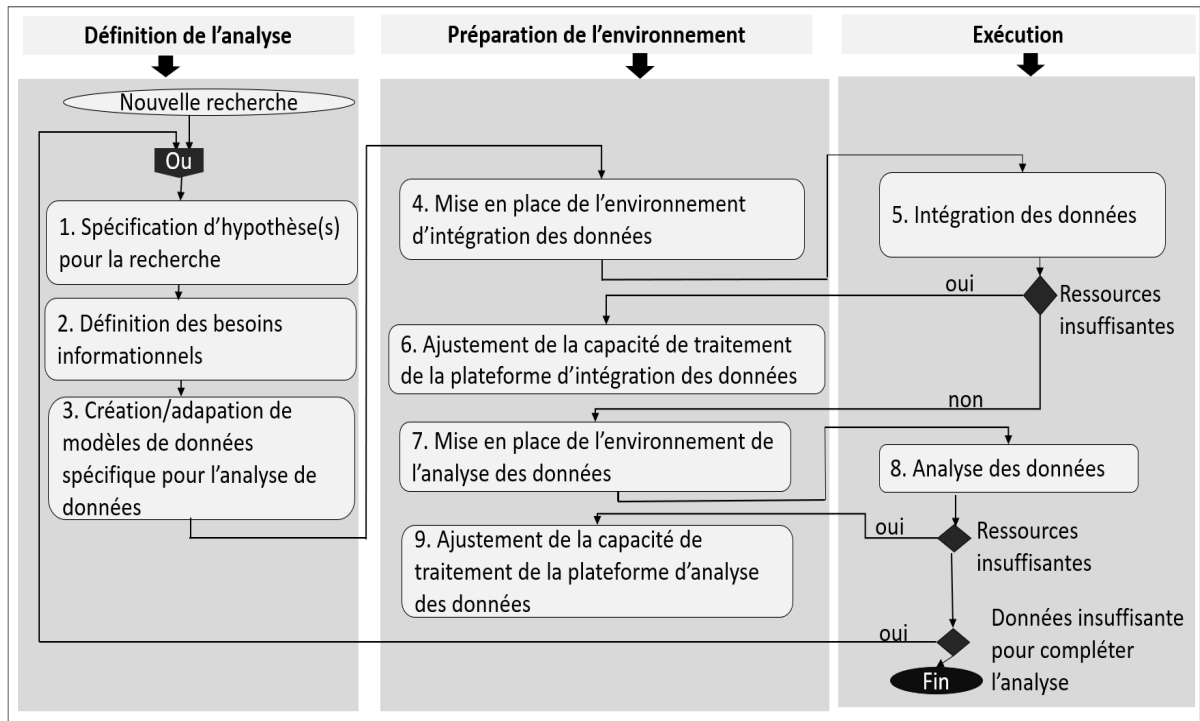 Définition de l’analyse
Préparation de l’environnement
Exécution
Nouvelle recherche
Ou
1. Spécification d’hypothèse(s)
pour la recherche
2. Définition des besoins
informationnels
3. Création/adapation de
modèles de données
spécifique pour l’analyse de
données
4. Mise en place de l’environnement
d’intégration des données
5. Intégration des données
oui
Ressources
insuffisantes
6. Ajustement de la capacité de traitement
de la plateforme d’intégration des données
non
7. Mise en place de l’environnement de
l’analyse des données
8. Analyse des données
oui
Ressources
insuffisantes
9. Ajustement de la capacité de
traitement de la plateforme d’analyse
des données
oui
Données insuffisante
pour compléter
l’analyse
Fin